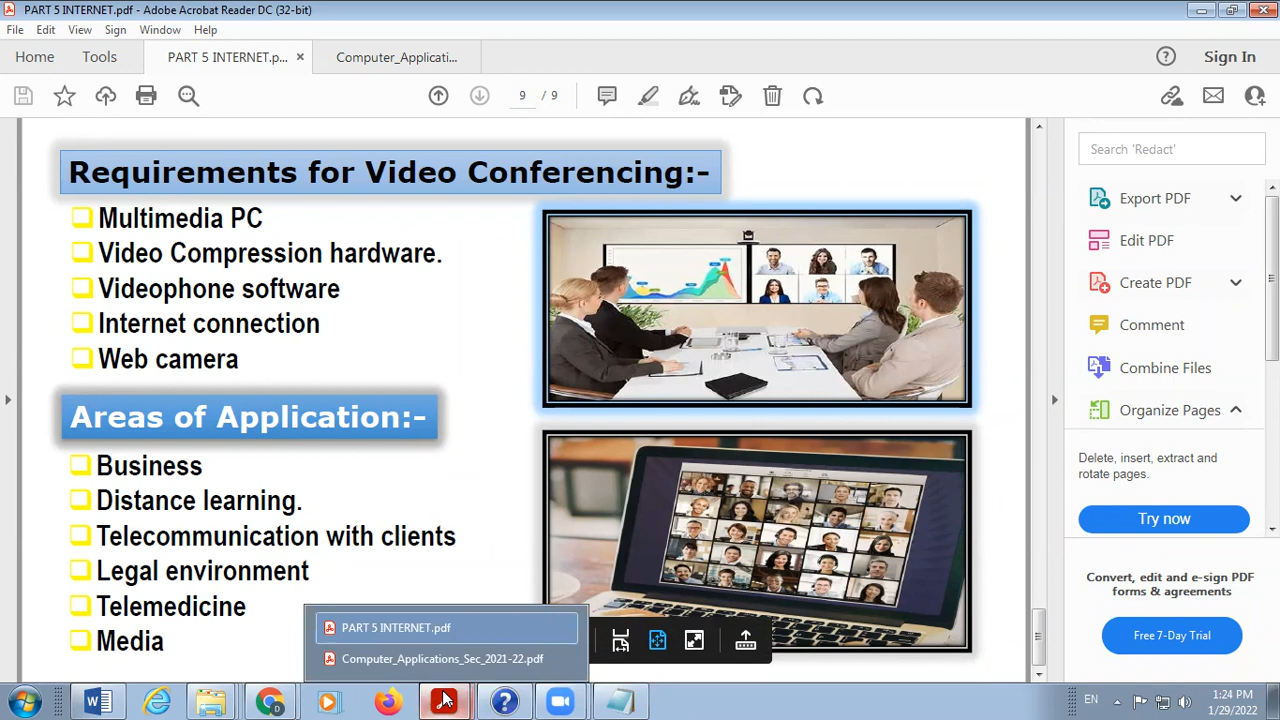 PART 5 INTERNET.pdf - Adobe Acrobat Reader DC (32-bit)
File Edit View Sign Window Help
Home Tools PART 5 INTERNET.p... × Computer_Applicati... ? Sign In
9 / 9
Requirements for Video Conferencing:-
Multimedia PC
Video Compression hardware.
Videophone software
Internet connection
Web camera
Areas of Application:-
Business
Distance learning.
Telecommunication with clients
Legal environment
Telemedicine
Media
Search 'Redact'
Export PDF
Edit PDF
Create PDF
Comment
Combine Files
Organize Pages
Delete, insert, extract and
rotate pages.
Try now
Convert, edit and e-sign PDF
forms & agreements
Free 7-Day Trial
PART 5 INTERNET.pdf
Computer_Applications_Sec_2021-22.pdf
EN
1:24 PM
1/29/2022